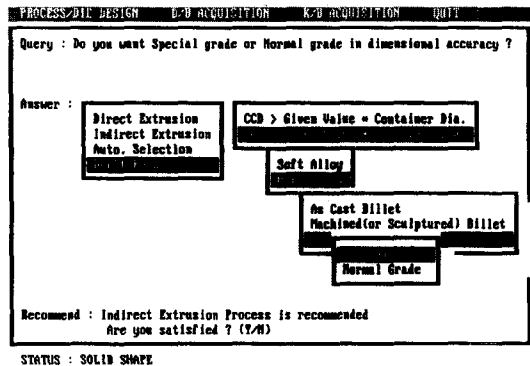 PROCESS/DIE DESIGN D/B ACQUISITION K/B ACQUISITION QUIT
Query : Do you want Special grade or Normal grade in dimensional accuracy ?
Answer :
Direct Extrusion
Indirect Extrusion
Auto. Selection
CCD > Given Value * Container Dia.
Soft Alloy
As Cast Billet
Machined(or Sculptured) Billet
Normal Grade
Recommend : Indirect Extrusion Process is recommended
Are you satisfied ? (Y/N)
STATUS : SOLID SHAPE